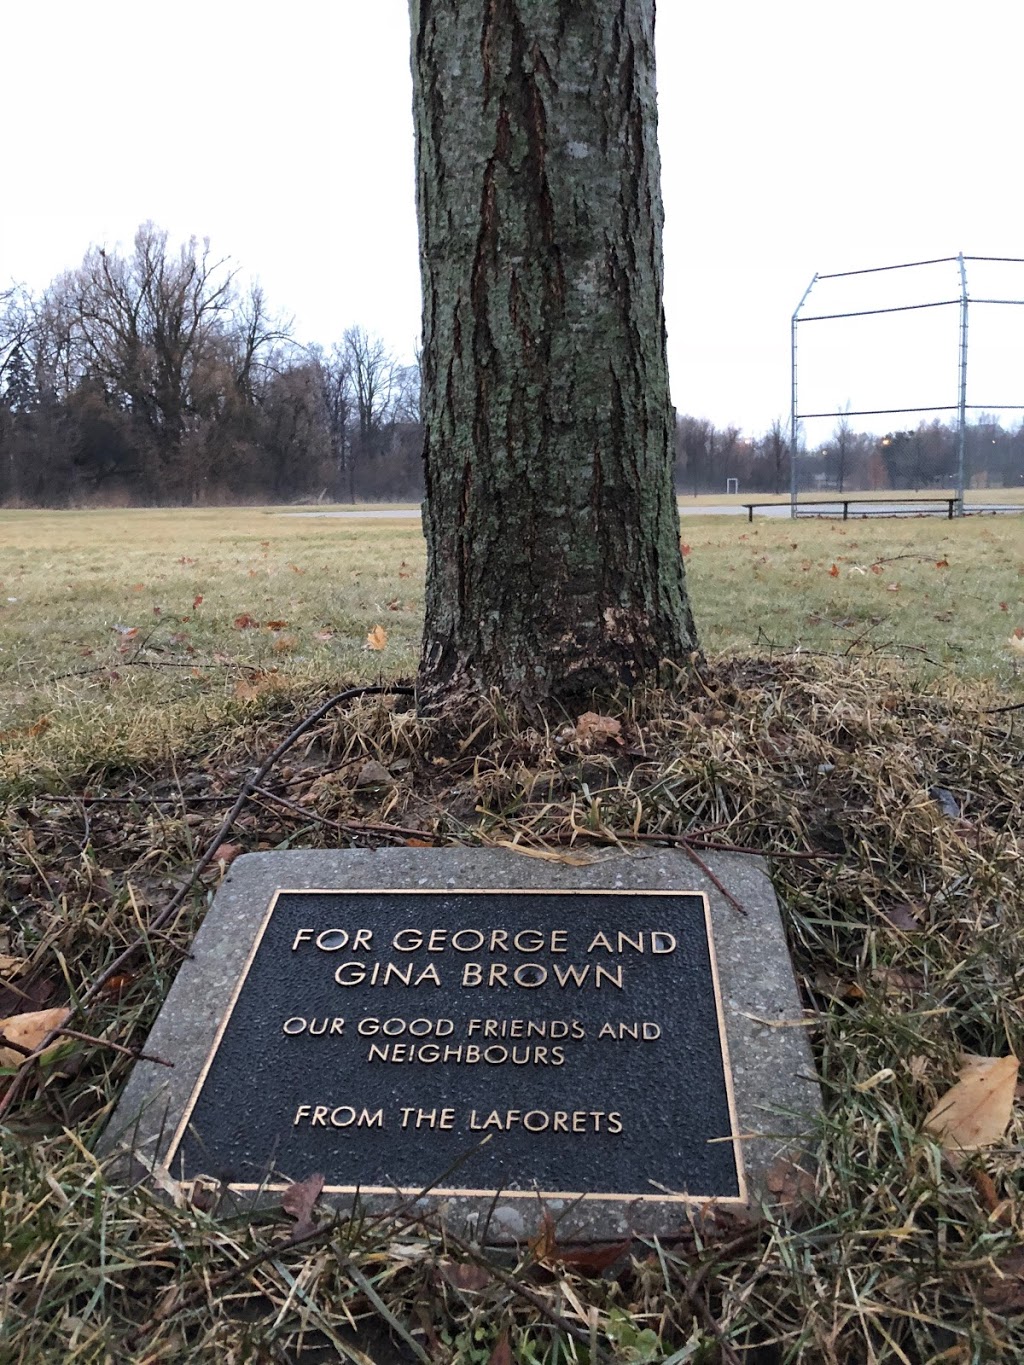 FOR GEORGE AND
GINA BROWN
OUR GOOD FRIENDS AND
NEIGHBOURS
FROM THE LAFORETS